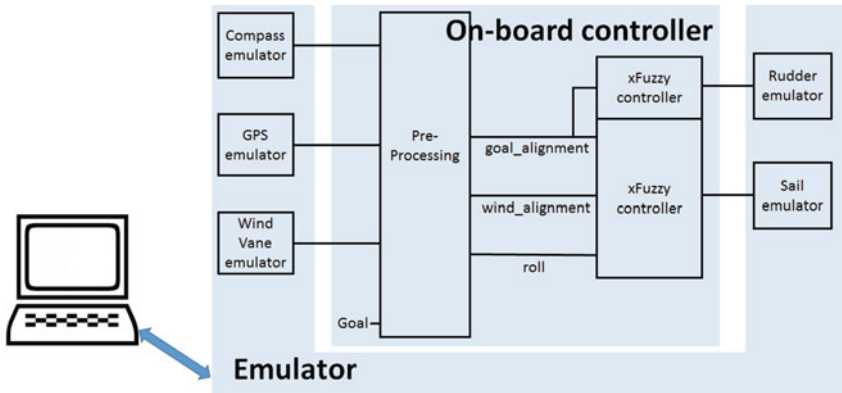 On-board controller
Compass
emulator
GPS
emulator
Wind
Vane
emulator
Goal
Pre-
Processing
goal_alignment
wind_alignment
roll
xFuzzy
controller
xFuzzy
controller
Rudder
emulator
Sail
emulator
Emulator